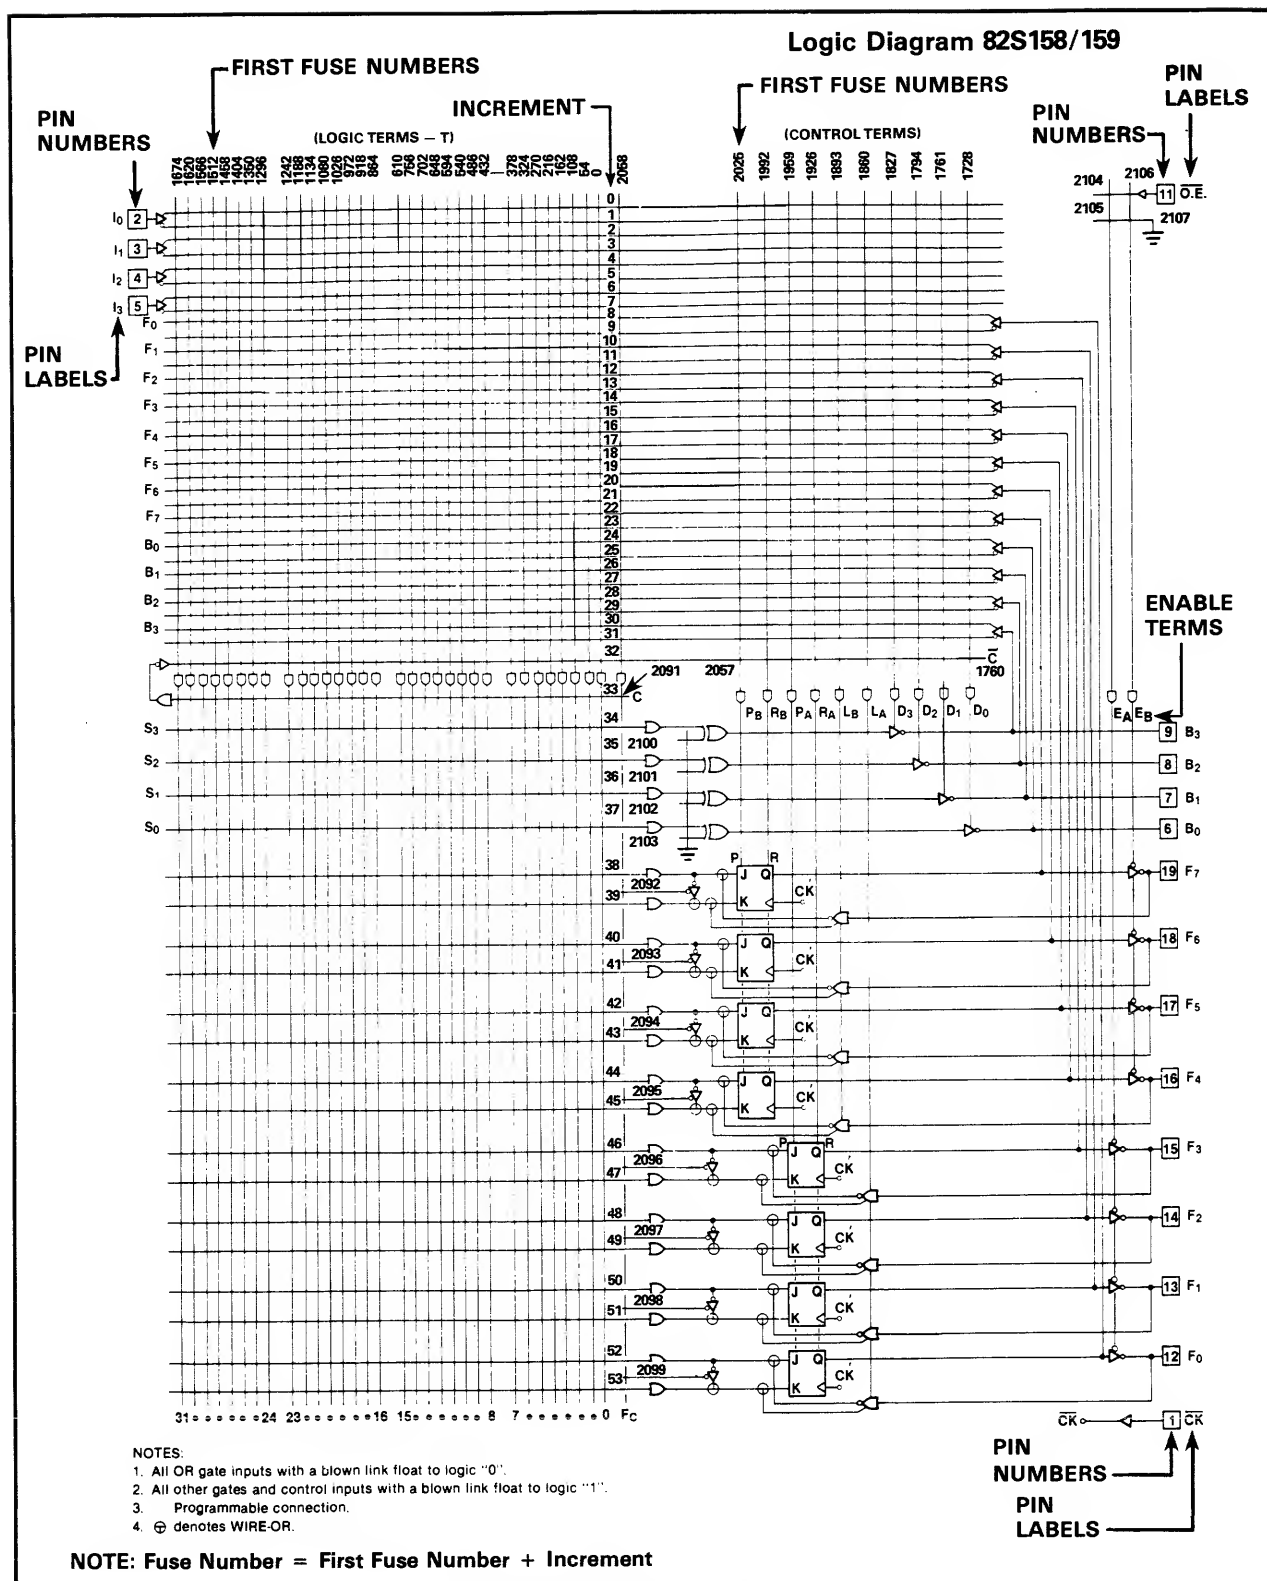 Logic Diagram 82S158/159
FIRST FUSE NUMBERS
FIRST FUSE NUMBERS
PIN LABELS
PIN NUMBERS
INCREMENT
PIN NUMBERS
(LOGIC TERMS – T)
(CONTROL TERMS)
1674 1620 1566 1512 1458 1404 1350 1296 1242 1188 1134 1080 1026 972 918 864 610 756 702 648 594 540 486 432 378 324 270 216 162 108 54 0 2058
2025 1992 1959 1926 1893 1860 1827 1794 1761 1728
2104 2106
11 O.E.
2105 2107
0
I0 2 1
2
I1 3 3
4
I2 4 5
6
I3 5 7
8
F0 9
10
F1 11
PIN LABELS
12
F2 13
14
F3 15
16
F4 17
18
F5 19
20
F6 21
22
F7 23
24
B0 25
26
B1 27
28
B2 29
30
B3 31
ENABLE TERMS
32 C
2091 2057 1760
33 C
PB RB PA RA LB LA D3 D2 D1 D0 EA EB
34
S3 9 B3
35 2100
S2 8 B2
36 2101
S1 7 B1
37 2102
S0 6 B0
2103
P R
38 J Q 19 F7
2092 CK
39 K
40 J Q 18 F6
2093 CK
41 K
42 J Q 17 F5
2094 CK
43 K
44 J Q 16 F4
2095 CK
45 K
P R
46 J Q 15 F3
2096 CK
47 K
48 J Q 14 F2
2097 CK
49 K
50 J Q 13 F1
2098 CK
51 K
52 J Q 12 F0
2099 CK
53 K
31 24 23 16 15 8 7 0 FC
CK 1 CK
PIN NUMBERS
PIN LABELS
NOTES:
1. All OR gate inputs with a blown link float to logic "0".
2. All other gates and control inputs with a blown link float to logic "1".
3. Programmable connection.
4. ⊕ denotes WIRE-OR.
NOTE: Fuse Number = First Fuse Number + Increment